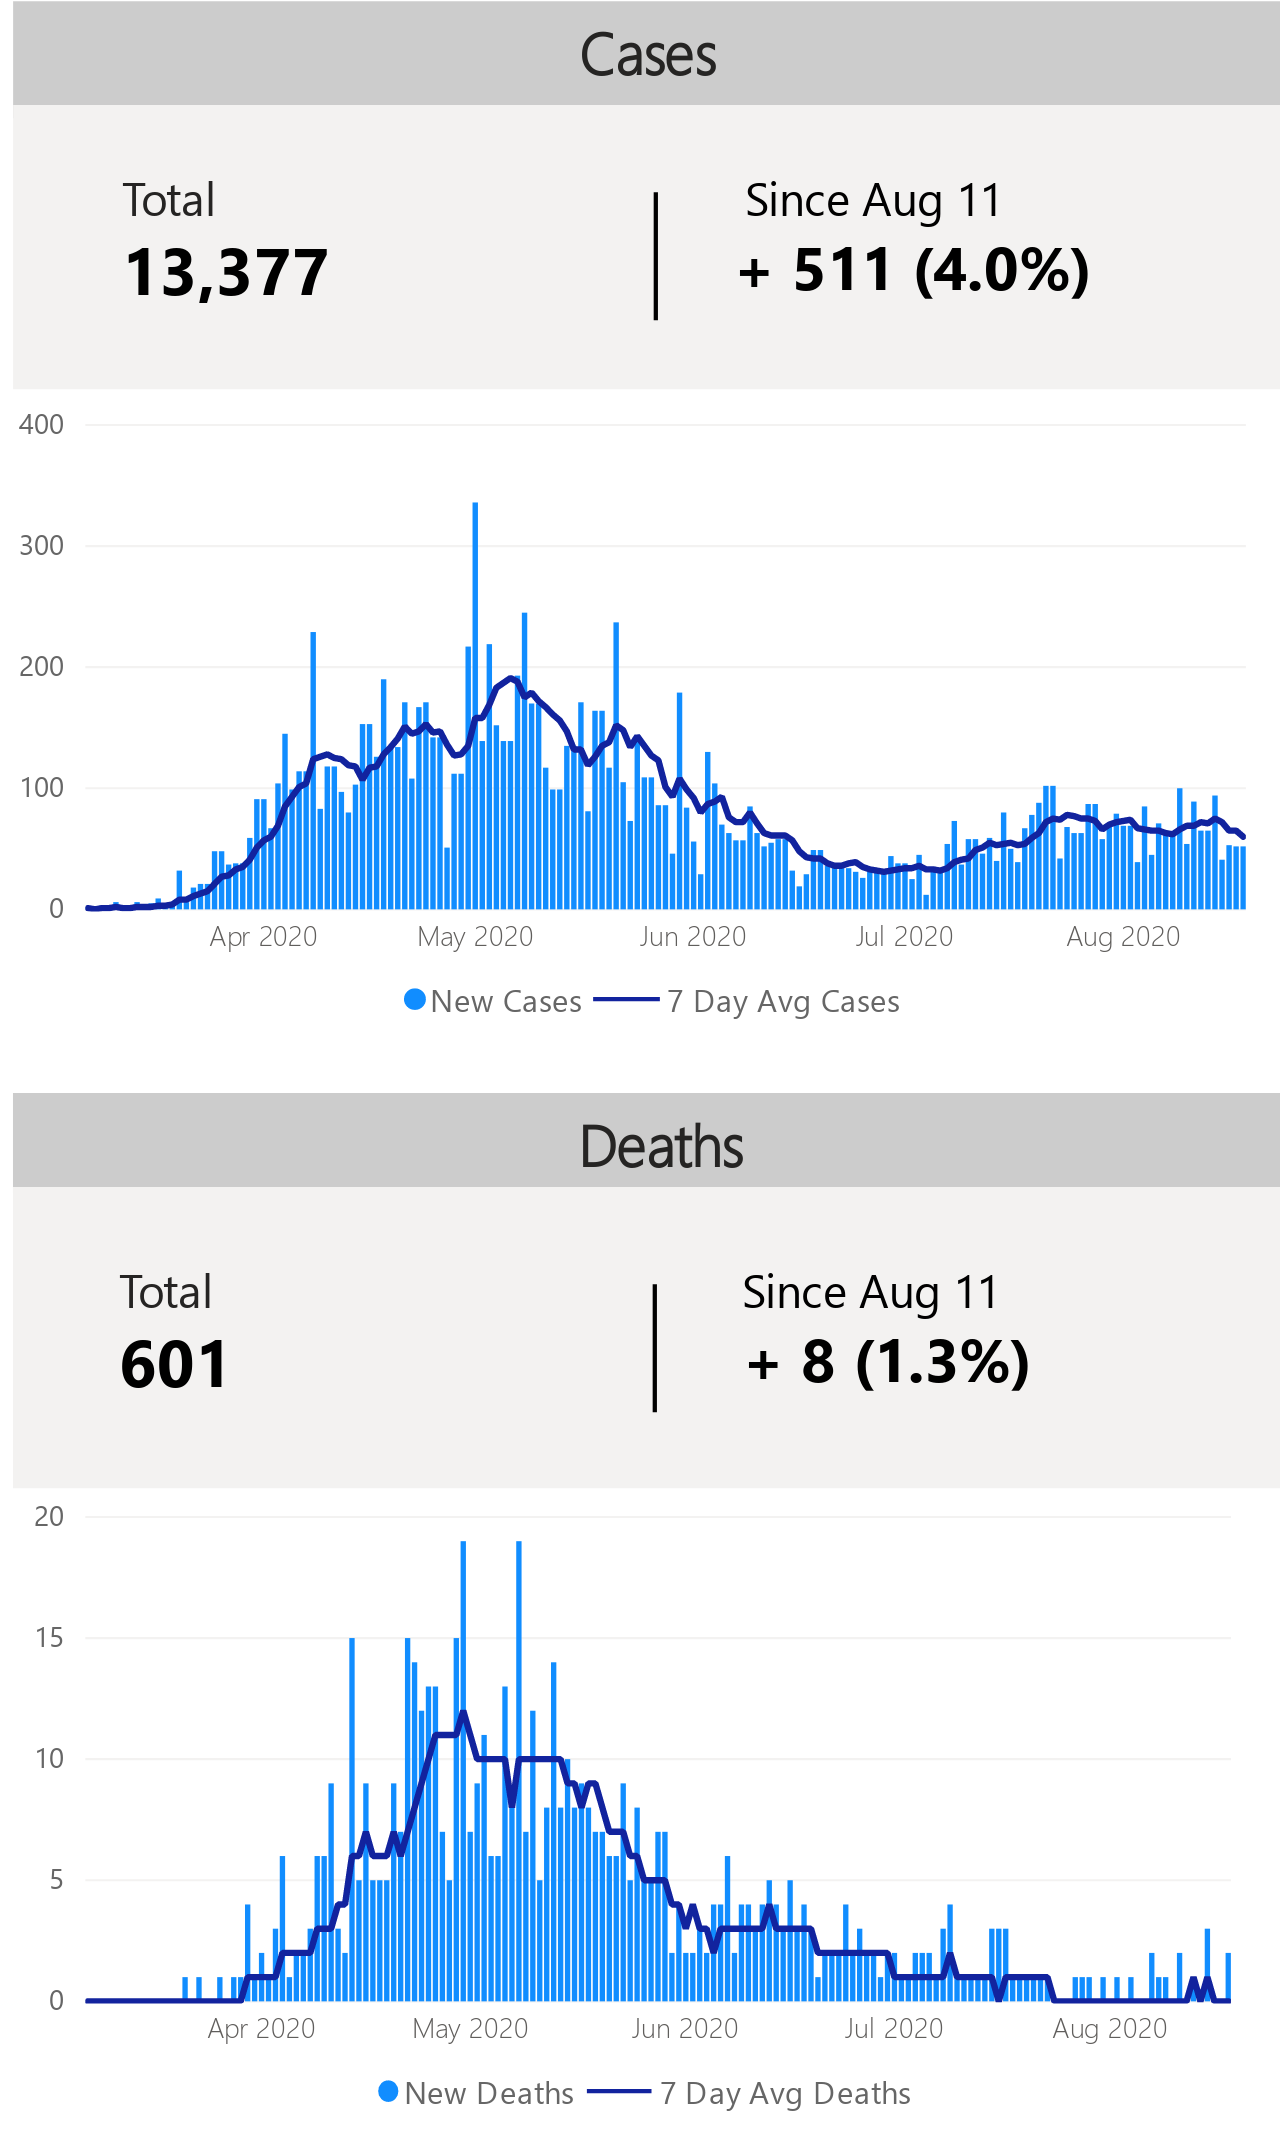 Cases
Total
Since Aug 11
13,377
+ 511 (4.0%)
400
300
200
100
0
Apr 2020
May 2020
Jun 2020
Jul 2020
Aug 2020
New Cases
7 Day Avg Cases
Deaths
Total
Since Aug 11
601
+ 8 (1.3%)
20
15
10
5
0
Apr 2020
May 2020
Jun 2020
Jul 2020
Aug 2020
New Deaths
7 Day Avg Deaths